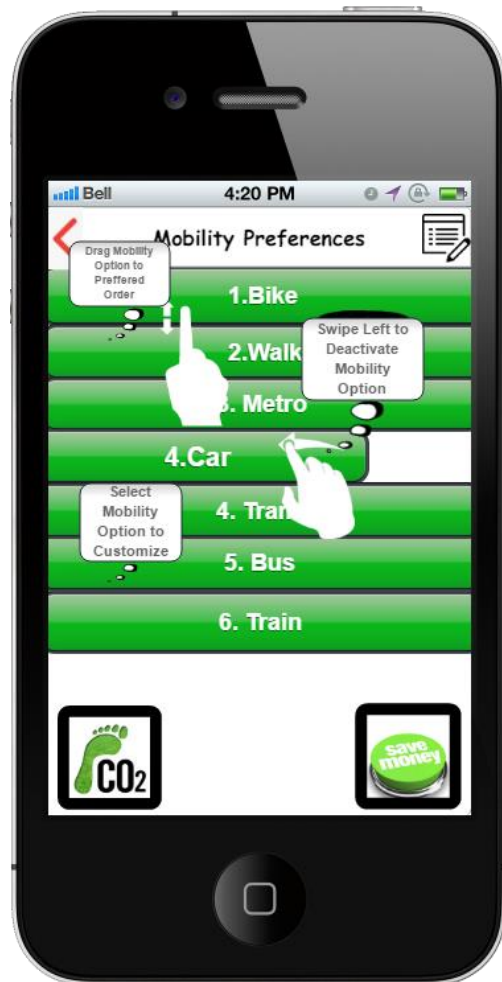 Bell 4:20 PM
Mobility Preferences
Drag Mobility
Option to
Preffered
Order
1.Bike
2.Walk
Swipe Left to
Deactivate
Mobility
Option
3. Metro
4.Car
Select
Mobility
Option to
Customize
4.
5. Bus
6. Train
CO2
save
money